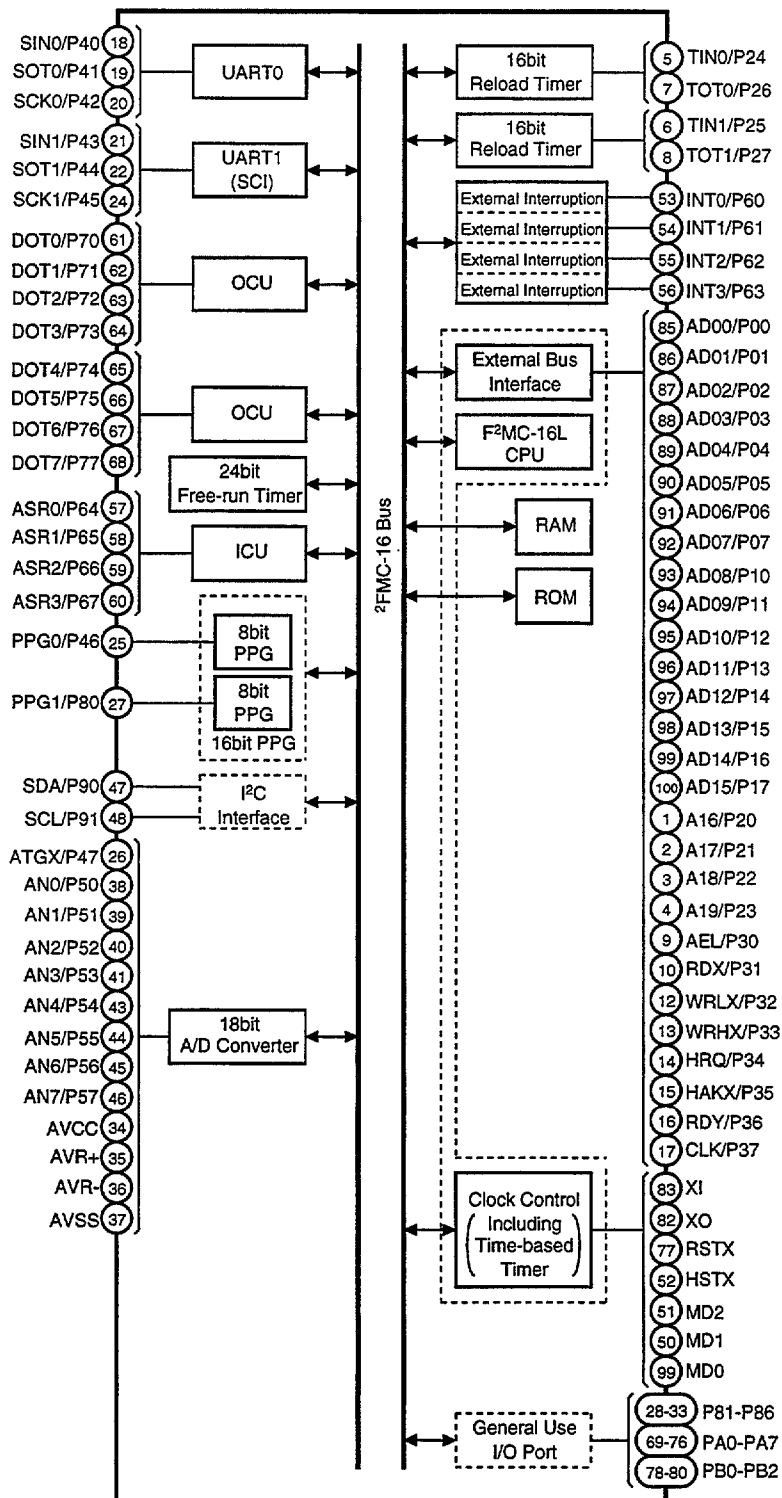 SIN0/P40 18
SOT0/P41 19
SCK0/P42 20
UART0
SIN1/P43 21
SOT1/P44 22
SCK1/P45 24
UART1
(SCI)
DOT0/P70 61
DOT1/P71 62
DOT2/P72 63
DOT3/P73 64
OCU
DOT4/P74 65
DOT5/P75 66
DOT6/P76 67
DOT7/P77 68
OCU
24bit
Free-run Timer
ASR0/P64 57
ASR1/P65 58
ASR2/P66 59
ASR3/P67 60
ICU
PPG0/P46 25
8bit
PPG
PPG1/P80 27
8bit
PPG
16bit PPG
SDA/P90 47
SCL/P91 48
I²C
Interface
ATGX/P47 26
AN0/P50 38
AN1/P51 39
AN2/P52 40
AN3/P53 41
AN4/P54 43
AN5/P55 44
AN6/P56 45
AN7/P57 46
AVCC 34
AVR+ 35
AVR- 36
AVSS 37
18bit
A/D Converter
²FMC-16 Bus
16bit
Reload Timer
5 TIN0/P24
7 TOT0/P26
16bit
Reload Timer
6 TIN1/P25
8 TOT1/P27
External Interruption 53 INT0/P60
External Interruption 54 INT1/P61
External Interruption 55 INT2/P62
External Interruption 56 INT3/P63
External Bus
Interface
F²MC-16L
CPU
RAM
ROM
85 AD00/P00
86 AD01/P01
87 AD02/P02
88 AD03/P03
89 AD04/P04
90 AD05/P05
91 AD06/P06
92 AD07/P07
93 AD08/P10
94 AD09/P11
95 AD10/P12
96 AD11/P13
97 AD12/P14
98 AD13/P15
99 AD14/P16
100 AD15/P17
1 A16/P20
2 A17/P21
3 A18/P22
4 A19/P23
9 AEL/P30
10 RDX/P31
12 WRLX/P32
13 WRHX/P33
14 HRQ/P34
15 HAKX/P35
16 RDY/P36
17 CLK/P37
Clock Control
Including
Time-based
Timer
83 XI
82 XO
77 RSTX
52 HSTX
51 MD2
50 MD1
99 MD0
General Use
I/O Port
28-33 P81-P86
69-76 PA0-PA7
78-80 PB0-PB2